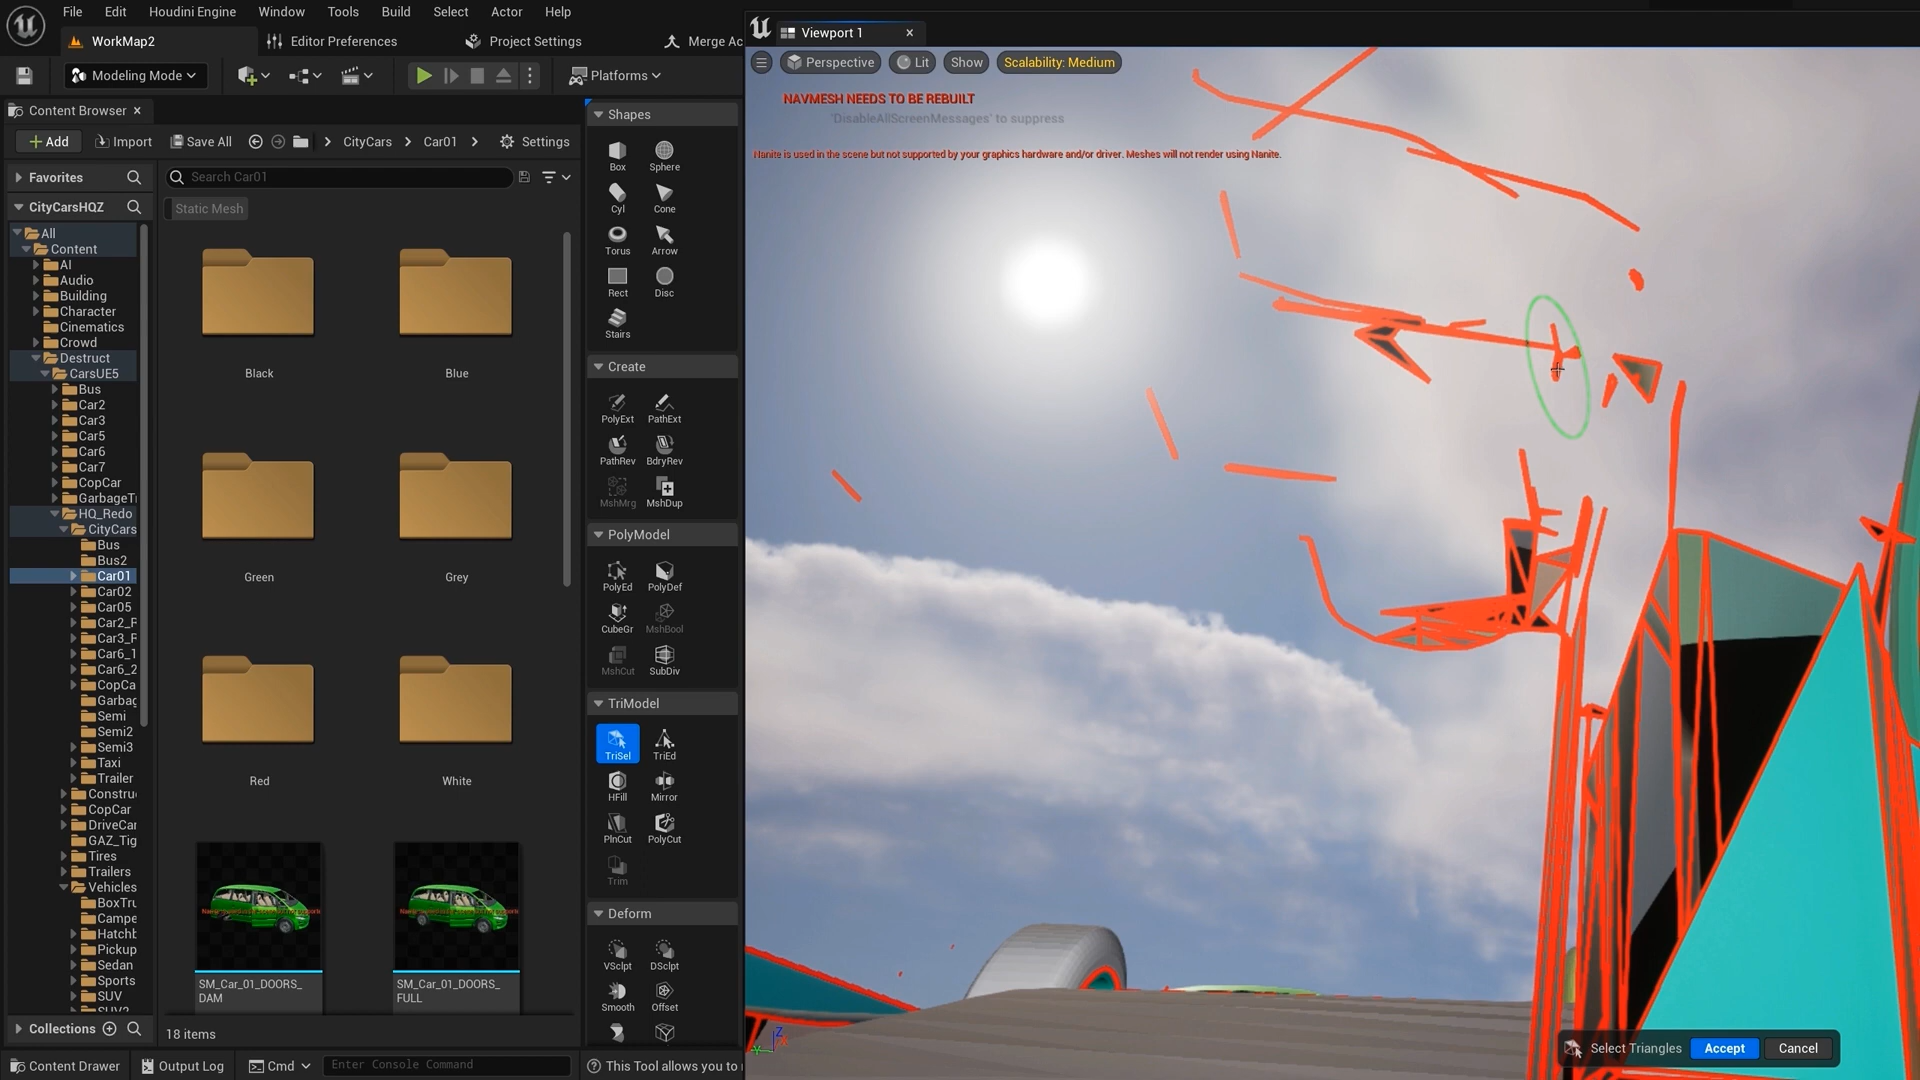 File Edit Houdini Engine Window Tools Build Select Actor Help
WorkMap2 Editor Preferences Project Settings Merge Ac
Modeling Mode Platforms
Content Browser
Add Import Save All CityCars Car01 Settings
Favorites
Search Car01
CityCarsHQZ
Static Mesh
All
Content
AI
Audio
Building
Character
Cinematics
Crowd
Destruct
CarsUE5
Bus
Car2
Car3
Car5
Car6
Car7
CopCar
GarbageT
HQ_Redo
CityCars
Bus
Bus2
Car01
Car02
Car05
Car2_F
Car3_F
Car6_1
Car6_2
CopCa
Garbag
Semi
Semi2
Semi3
Taxi
Trailer
Constru
CopCar
DriveCar
GAZ_Tig
Tires
Trailers
Vehicles
BoxTru
Campe
Hatchb
Pickup
Sedan
Sports
SUV
SUV2
Collections
Black Blue
Green Grey
Red White
SM_Car_01_DOORS_
DAM
SM_Car_01_DOORS_
FULL
18 items
Shapes
Box Sphere
Cyl Cone
Torus Arrow
Rect Disc
Stairs
Create
PolyExt PathExt
PathRev BdryRev
MshMrg MshDup
PolyModel
PolyEd PolyDef
CubeGr MshBool
MshCut SubDiv
TriModel
TriSel TriEd
HFill Mirror
PlnCut PolyCut
Trim
Deform
VSclpt DSclpt
Smooth Offset
Viewport 1
Perspective Lit Show Scalability: Medium
NAVMESH NEEDS TO BE REBUILT
'DisableAllScreenMessages' to suppress
Nanite is used in the scene but not supported by your graphics hardware and/or driver. Meshes will not render using Nanite.
Select Triangles Accept Cancel
Content Drawer Output Log Cmd Enter Console Command This Tool allows you to